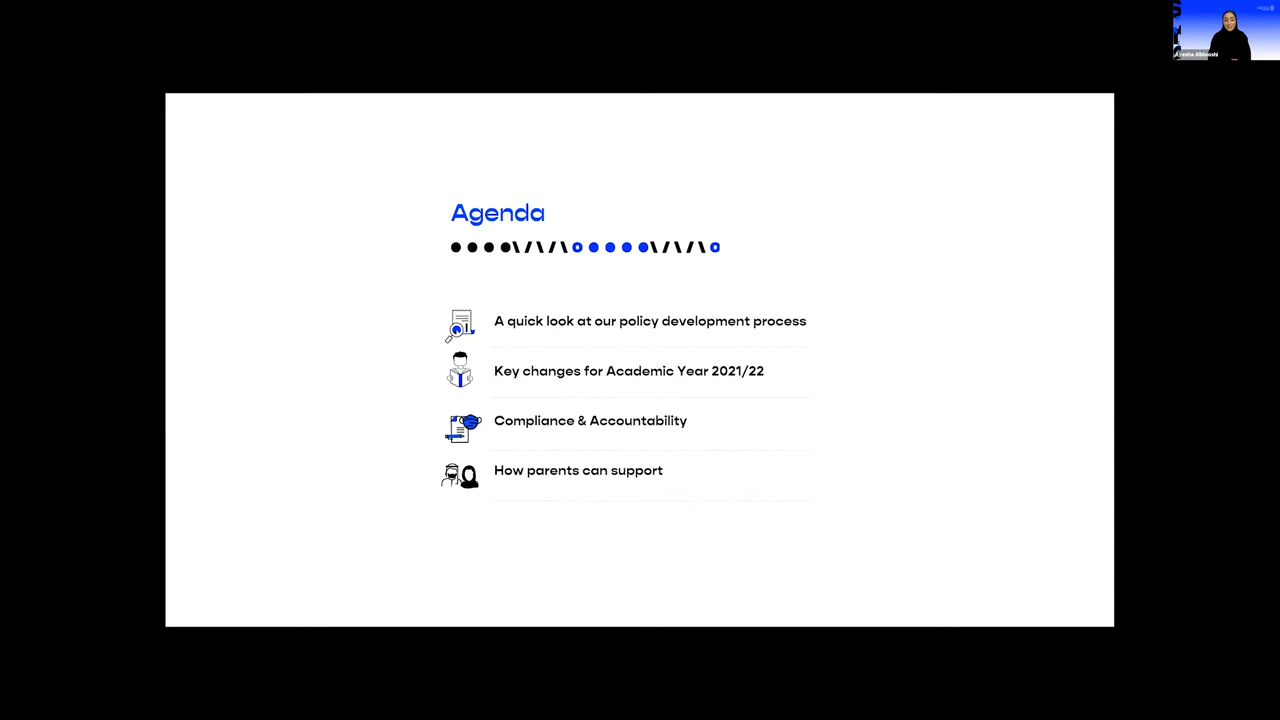 Agenda
A quick look at our policy development process
Key changes for Academic Year 2021/22
Compliance & Accountability
How parents can support